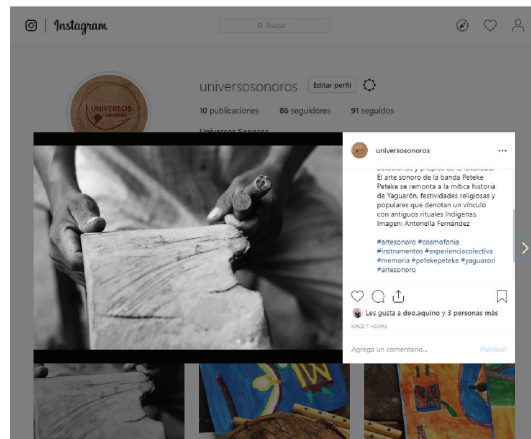 Instagram
Buscar
universosonoros
Editar perfil
10 publicaciones
86 seguidores
91 seguidos
UNIVERSOS
Universos Sonoros
universosonoros
El arte sonoro de la banda Peteke
Peteke se remonta a la mítica historia
de Yaguarón, festividades religiosas y
populares que denotan un vínculo
con antiguos rituales Indígenas.
Imagen: Antonella Fernández
#artesonoro #cosmofonia
#instrumentos #experienciacolectiva
#memoria #petekepeteke #yaguaron
#artesonoro
Les gusta a deo.aquino y 3 personas más
HACE 7 HORAS
Agrega un comentario...
Publicar